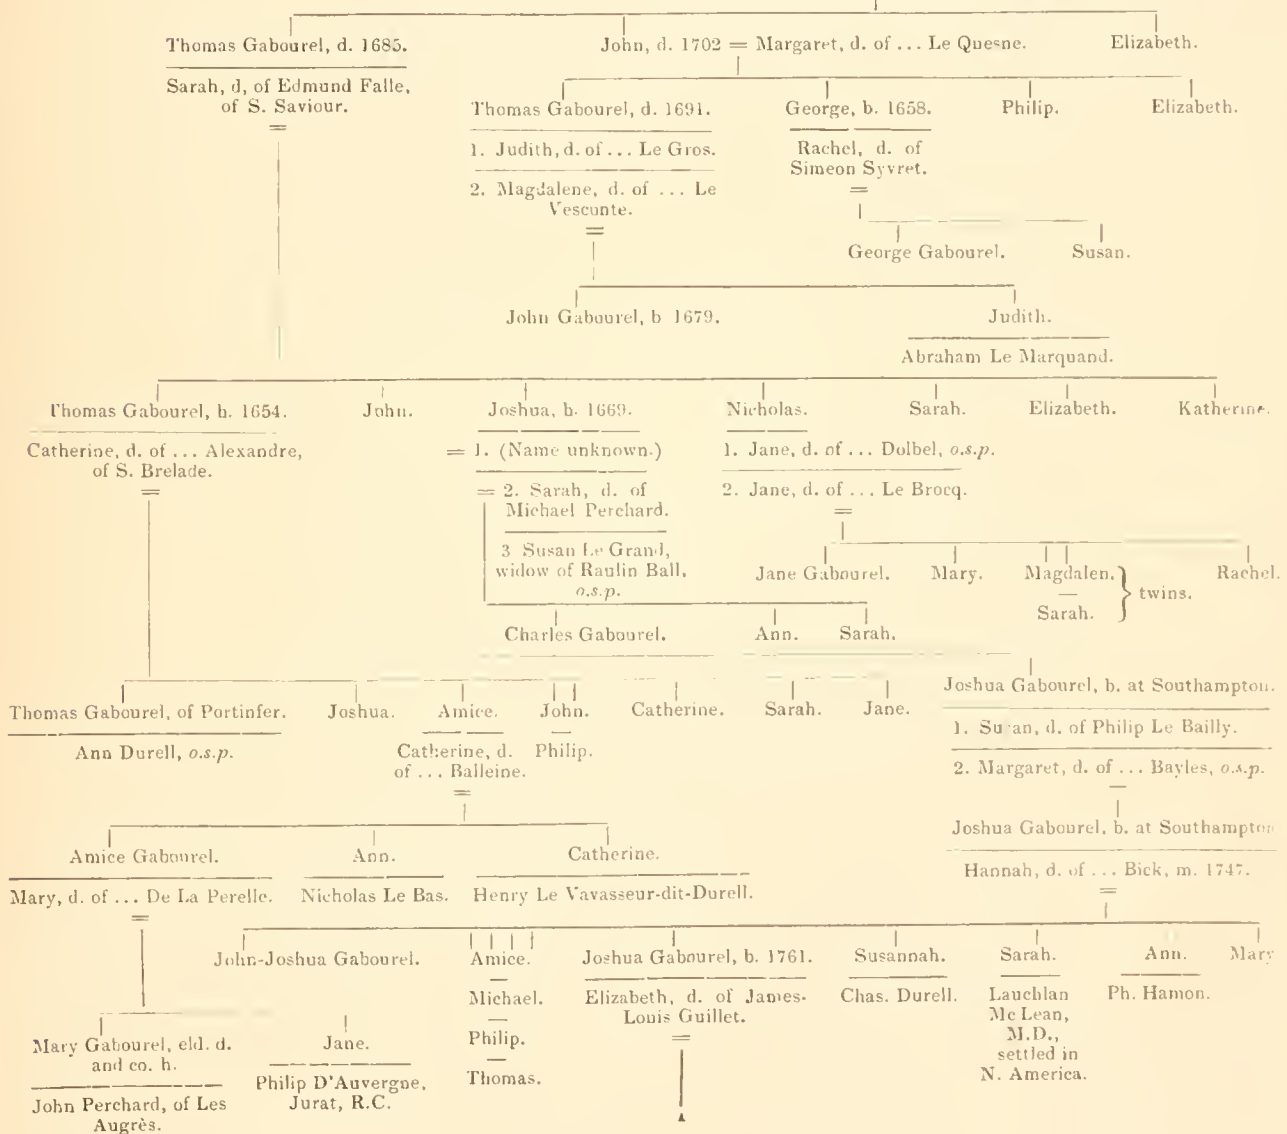 Thomas Gabourel, d. 1685.
John, d. 1702 = Margaret, d. of ... Le Quesne.
Elizabeth.
Sarah, d, of Edmund Falle,
of S. Saviour.
=
Thomas Gabourel, d. 1691.
George, b. 1658.
Philip.
Elizabeth.
1. Judith, d. of ... Le Gros.
2. Magdalene, d. of ... Le
Vescunte.
=
Rachel, d. of
Simeon Syvret.
=
George Gabourel.
Susan.
John Gabourel, b 1679.
Judith.
Abraham Le Marquand.
Thomas Gabourel, b. 1654.
John.
Joshua, b. 1669.
Nicholas.
Sarah.
Elizabeth.
Katherine.
Catherine, d. of ... Alexandre,
of S. Brelade.
=
= 1. (Name unknown.)
= 2. Sarah, d. of
Michael Perchard.
3 Susan Le Grand,
widow of Raulin Ball,
o.s.p.
1. Jane, d. of ... Dolbel, o.s.p.
2. Jane, d. of ... Le Brocq.
=
Jane Gabourel.
Mary.
Magdalen.
—
Sarah.
} twins.
Rachel.
Charles Gabourel.
Ann.
Sarah.
Thomas Gabourel, of Portinfer.
Joshua.
Amice.
John.
Catherine.
Sarah.
Jane.
Joshua Gabourel, b. at Southampton.
Ann Durell, o.s.p.
Catherine, d.
of ... Balleine.
=
—
Philip.
1. Su an, d. of Philip Le Bailly.
2. Margaret, d. of ... Bayles, o.s.p.
Joshua Gabourel, b. at Southampton
Amice Gabourel.
Ann.
Catherine.
Hannah, d. of ... Bick, m. 1747.
=
Mary, d. of ... De La Perelle.
=
Nicholas Le Bas.
Henry Le Vavasseur-dit-Durell.
John-Joshua Gabourel.
Amice.
—
Michael.
—
Philip.
—
Thomas.
Joshua Gabourel, b. 1761.
Elizabeth, d. of James-
Louis Guillet.
=
Susannah.
Chas. Durell.
Sarah.
Lauchlan
Mc Lean,
M.D.,
settled in
N. America.
Ann.
Ph. Hamon.
Mary
Mary Gabourel, eld. d.
and co. h.
John Perchard, of Les
Augrès.
Jane.
Philip D'Auvergne,
Jurat, R.C.